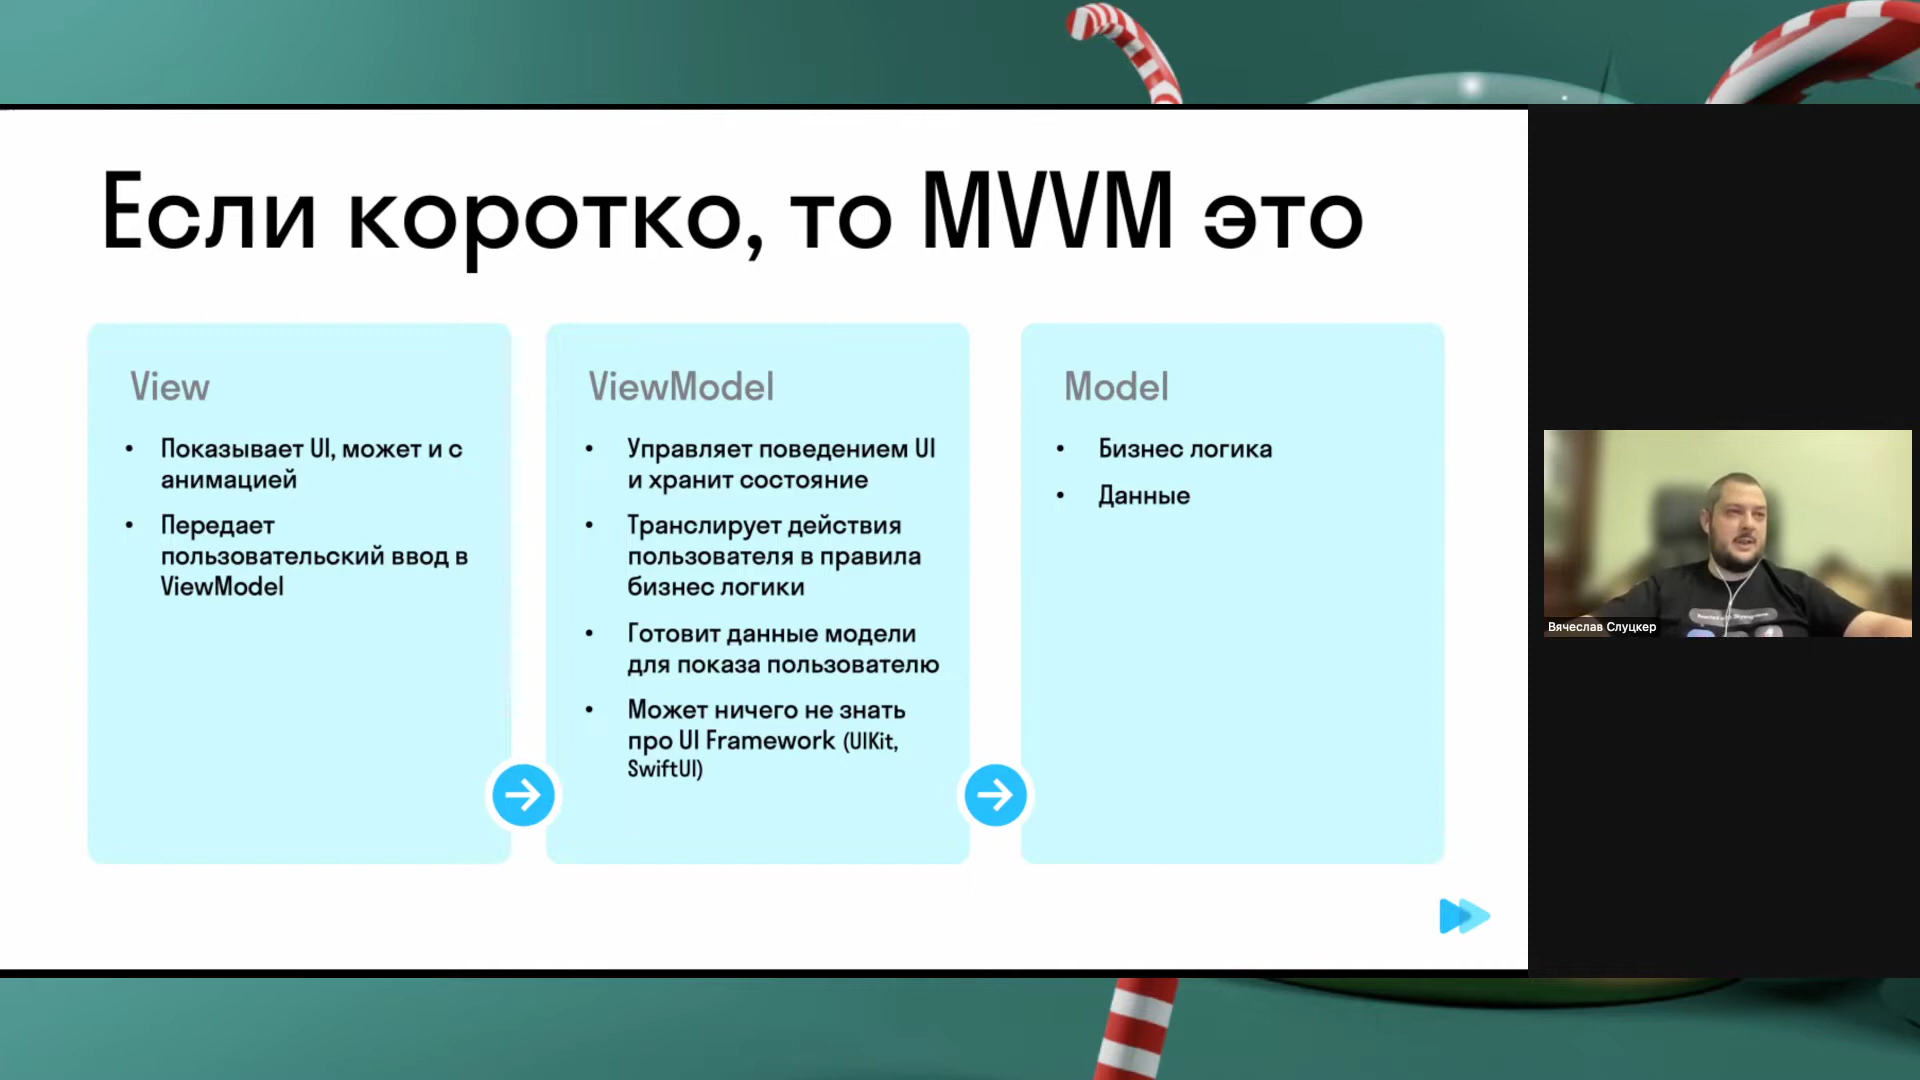 Если коротко, то MVVM это
View
• Показывает UI, может и с
анимацией
• Передает
пользовательский ввод в
ViewModel
ViewModel
• Управляет поведением UI
и хранит состояние
• Транслирует действия
пользователя в правила
бизнес логики
• Готовит данные модели
для показа пользователю
• Может ничего не знать
про UI Framework (UIKit,
SwiftUI)
Model
• Бизнес логика
• Данные
Вячеслав Слуцкер